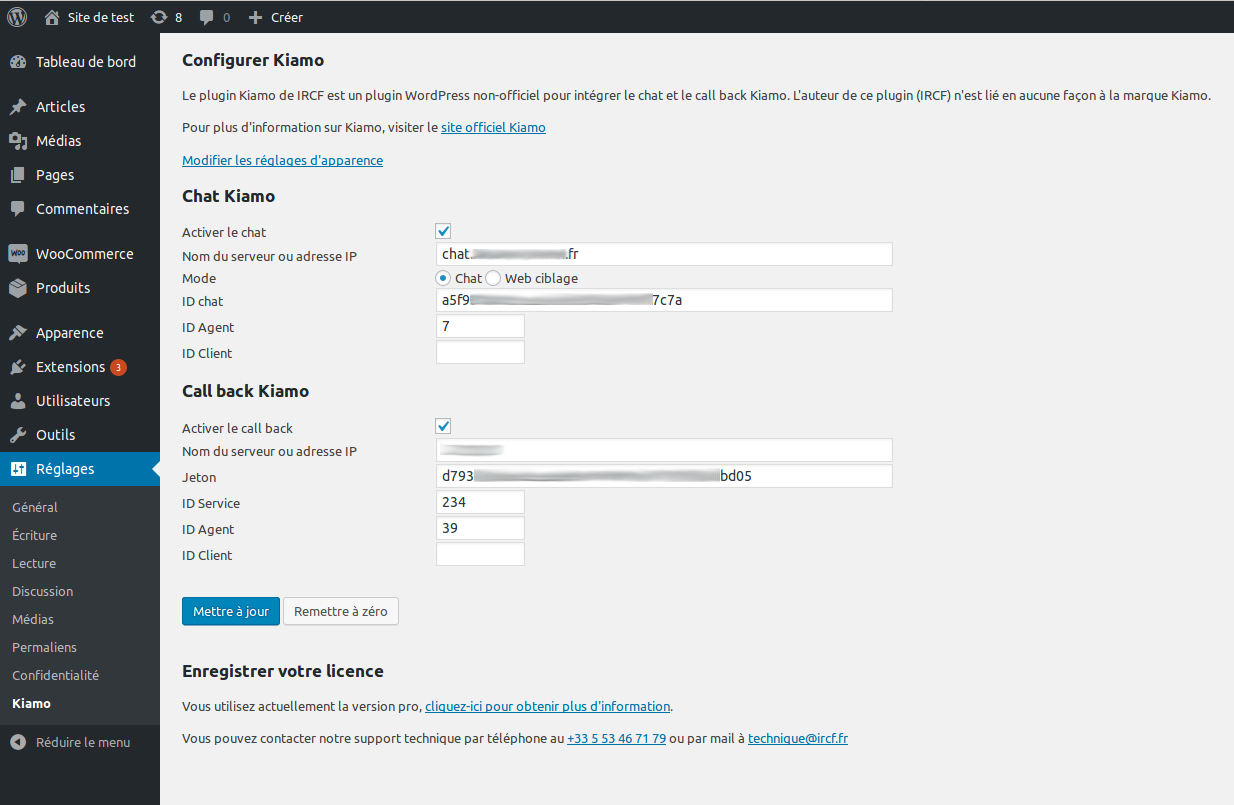 Site de test 8 0 Créer
Tableau de bord
Articles
Médias
Pages
Commentaires
WooCommerce
Produits
Apparence
Extensions 3
Utilisateurs
Outils
Réglages
Général
Écriture
Lecture
Discussion
Médias
Permaliens
Confidentialité
Kiamo
Réduire le menu
Configurer Kiamo
Le plugin Kiamo de IRCF est un plugin WordPress non-officiel pour intégrer le chat et le call back Kiamo. L'auteur de ce plugin (IRCF) n'est lié en aucune façon à la marque Kiamo.
Pour plus d'information sur Kiamo, visiter le site officiel Kiamo
Modifier les réglages d'apparence
Chat Kiamo
Activer le chat
Nom du serveur ou adresse IP chat. .fr
Mode Chat Web ciblage
ID chat a5f9 7c7a
ID Agent 7
ID Client
Call back Kiamo
Activer le call back
Nom du serveur ou adresse IP
Jeton d793 bd05
ID Service 234
ID Agent 39
ID Client
Mettre à jour Remettre à zéro
Enregistrer votre licence
Vous utilisez actuellement la version pro, cliquez-ici pour obtenir plus d'information.
Vous pouvez contacter notre support technique par téléphone au +33 5 53 46 71 79 ou par mail à technique@ircf.fr